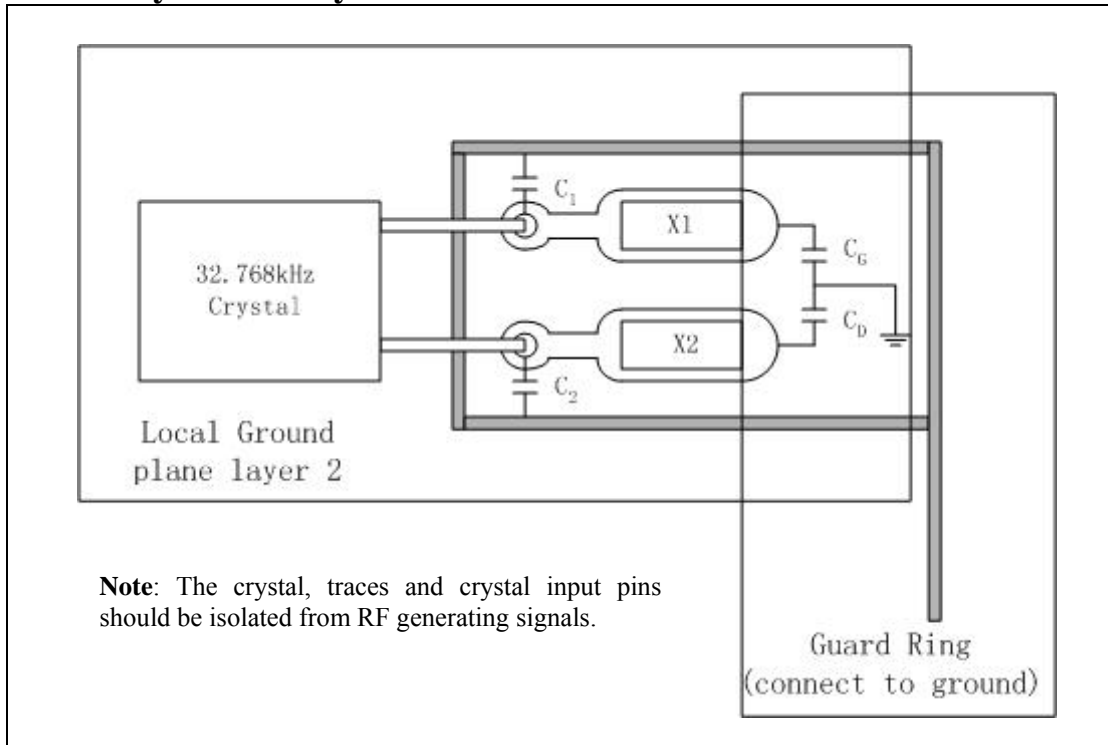 C1
X1
32.768kHz
Crystal
CG
CD
X2
C2
Local Ground
plane layer 2
Note: The crystal, traces and crystal input pins
should be isolated from RF generating signals.
Guard Ring
(connect to ground)